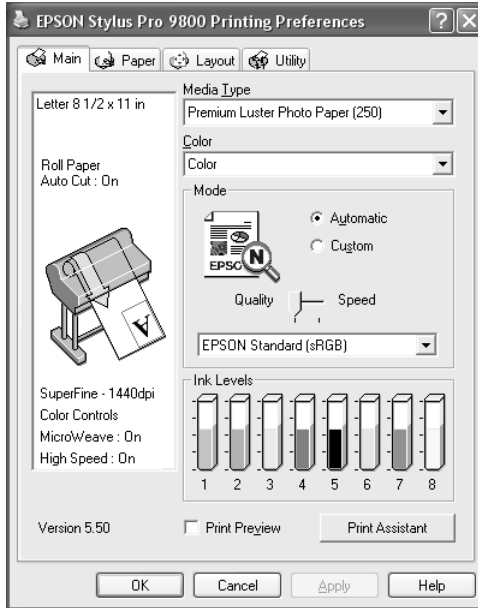 EPSON Stylus Pro 9800 Printing Preferences
Main Paper Layout Utility
Letter 8 1/2 x 11 in
Roll Paper
Auto Cut : On
A
SuperFine - 1440dpi
Color Controls
MicroWeave : On
High Speed : On
Version 5.50
Media Type
Premium Luster Photo Paper (250)
Color
Color
Mode
EPSO
N
Automatic
Custom
Quality Speed
EPSON Standard (sRGB)
Ink Levels
1 2 3 4 5 6 7 8
Print Preview Print Assistant
OK Cancel Apply Help